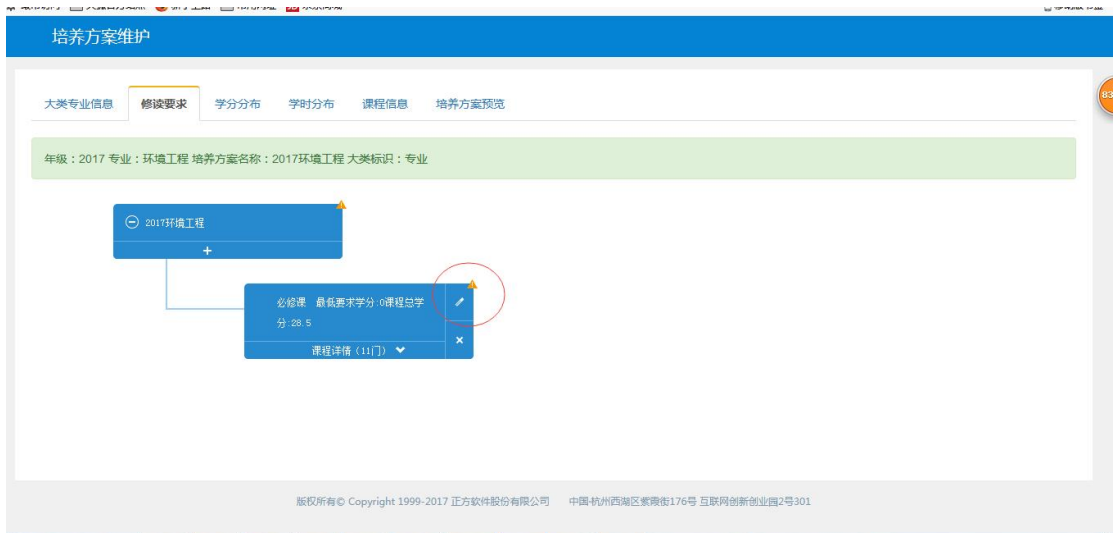 培养方案维护
83
大类专业信息 修读要求 学分分布 学时分布 课程信息 培养方案预览
年级：2017 专业：环境工程 培养方案名称：2017环境工程 大类标识：专业
2017环境工程
必修课 最低要求学分:0课程总学
分:28.5
课程详情（11门）
版权所有© Copyright 1999-2017 正方软件股份有限公司 中国·杭州西湖区紫霞街176号 互联网创新创业园2号301